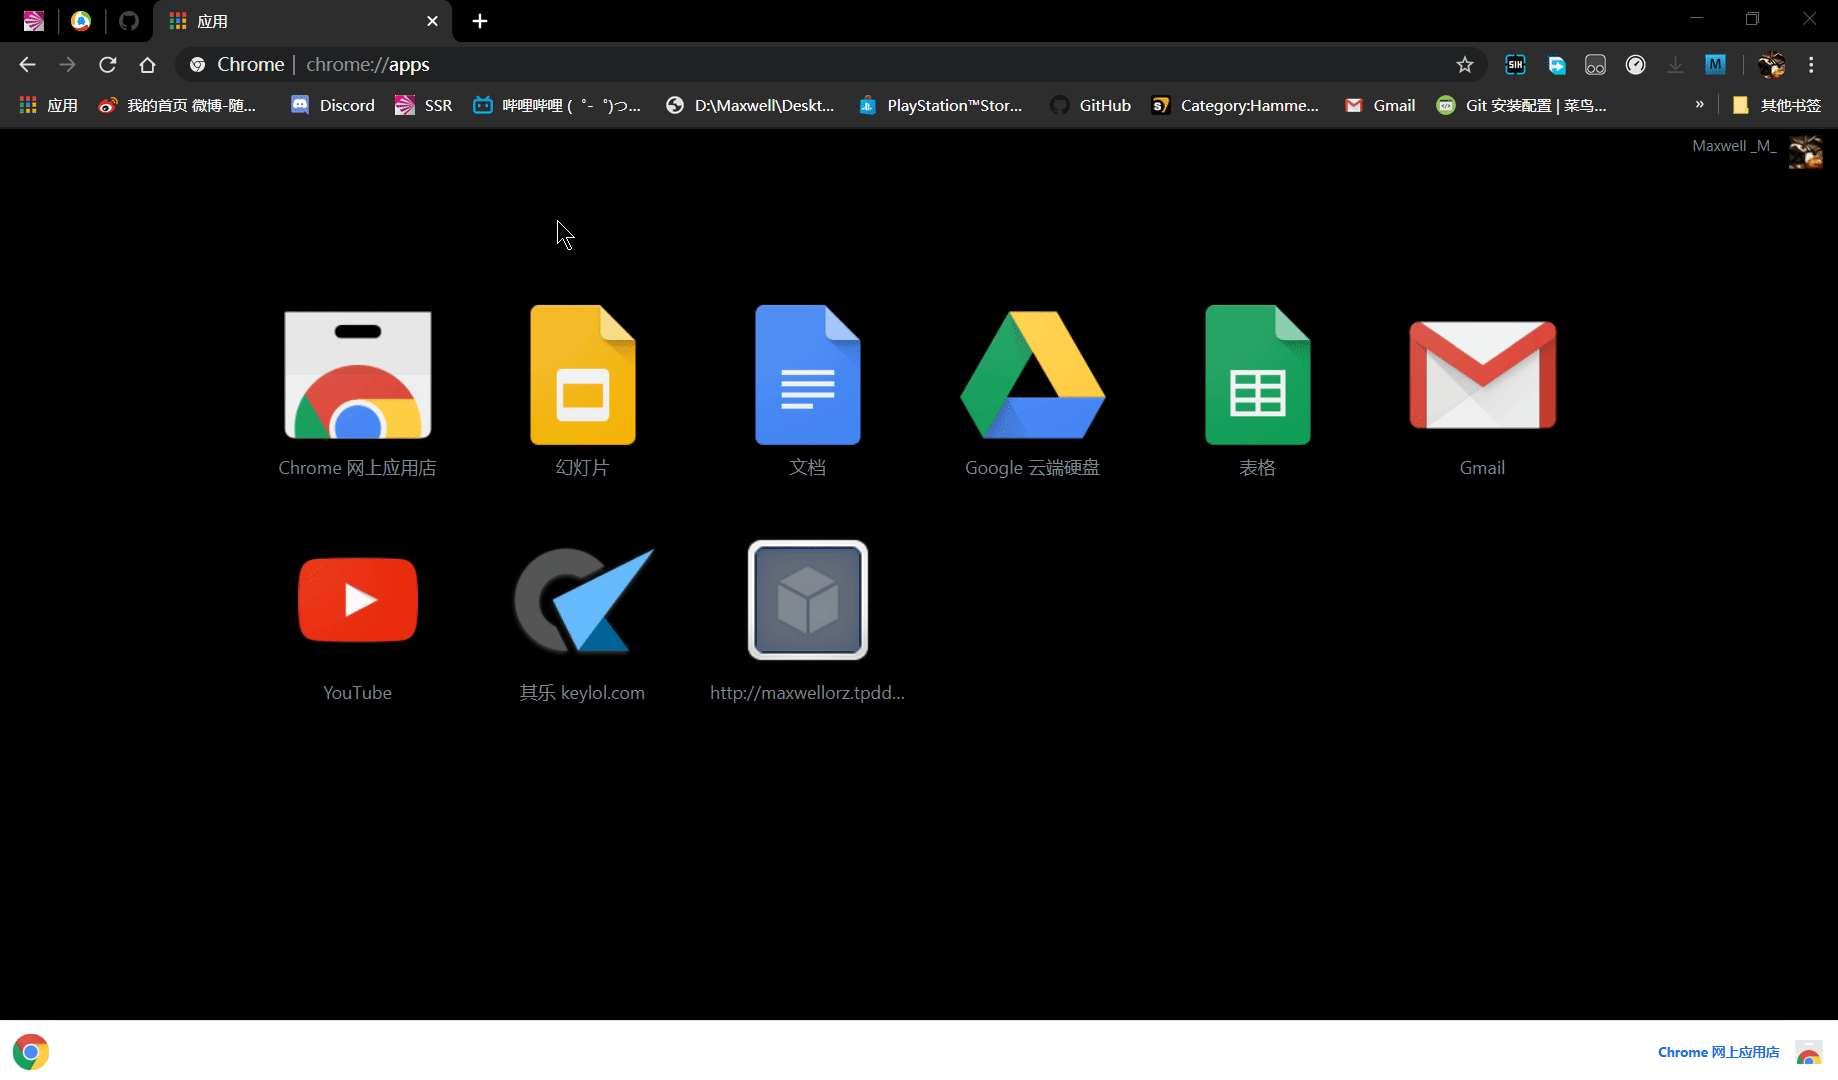 应用
Chrome | chrome://apps
应用 我的首页 微博-随... Discord SSR 哔哩哔哩 ( ゜- ゜)つ... D:\Maxwell\Deskt... PlayStation™Stor... GitHub Category:Hamme... Gmail Git 安装配置 | 菜鸟... » 其他书签
Maxwell _M_
Chrome 网上应用店 幻灯片 文档 Google 云端硬盘 表格 Gmail
YouTube 其乐 keylol.com http://maxwellorz.tpdd...
Chrome 网上应用店